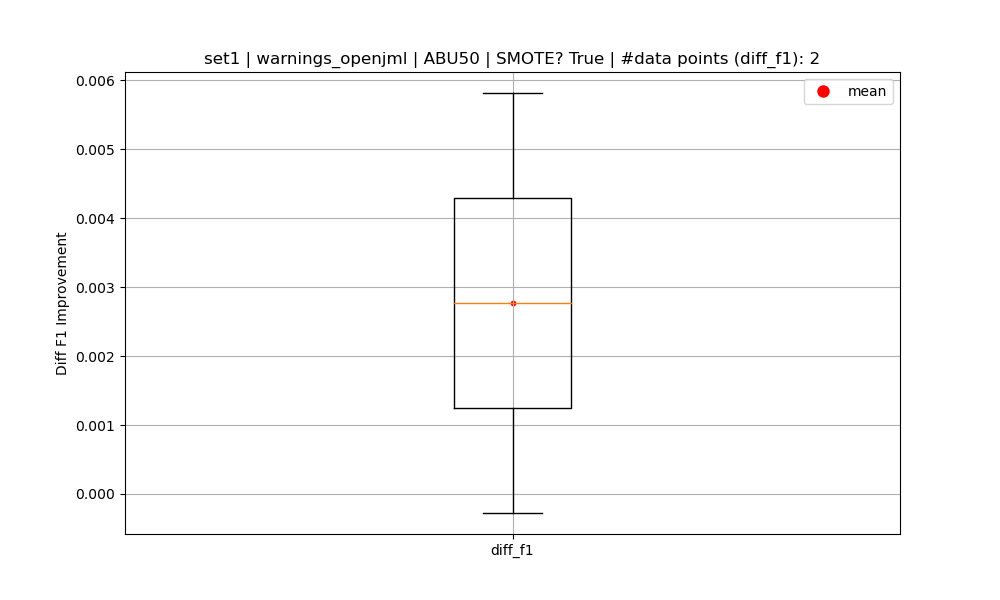 set1 | warnings_openjml | ABU50 | SMOTE? True | #data points (diff_f1): 2
mean
Diff F1 Improvement
0.006
0.005
0.004
0.003
0.002
0.001
0.000
diff_f1